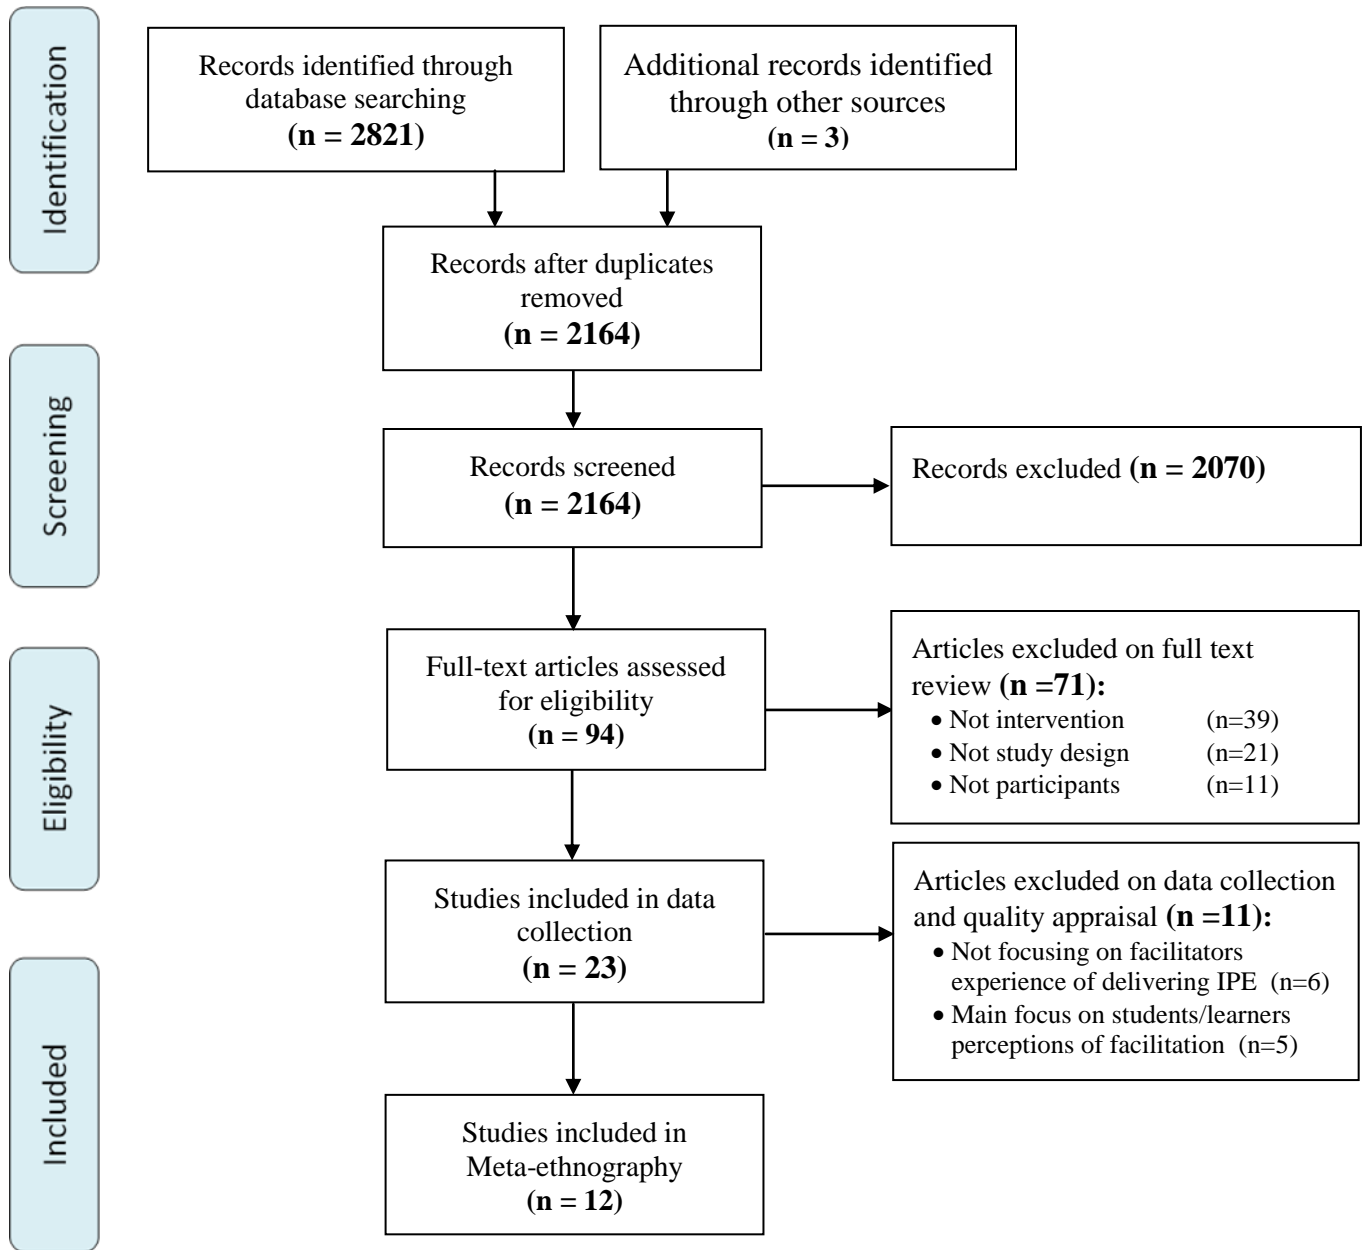 Identification
Records identified through
database searching
(n = 2821)
Additional records identified
through other sources
(n = 3)
Records after duplicates
removed
(n = 2164)
Screening
Records screened
(n = 2164)
Records excluded (n = 2070)
Eligibility
Full-text articles assessed
for eligibility
(n = 94)
Articles excluded on full text
review (n =71):
• Not intervention (n=39)
• Not study design (n=21)
• Not participants (n=11)
Studies included in data
collection
(n = 23)
Articles excluded on data collection
and quality appraisal (n =11):
• Not focusing on facilitators
experience of delivering IPE (n=6)
• Main focus on students/learners
perceptions of facilitation (n=5)
Included
Studies included in
Meta-ethnography
(n = 12)